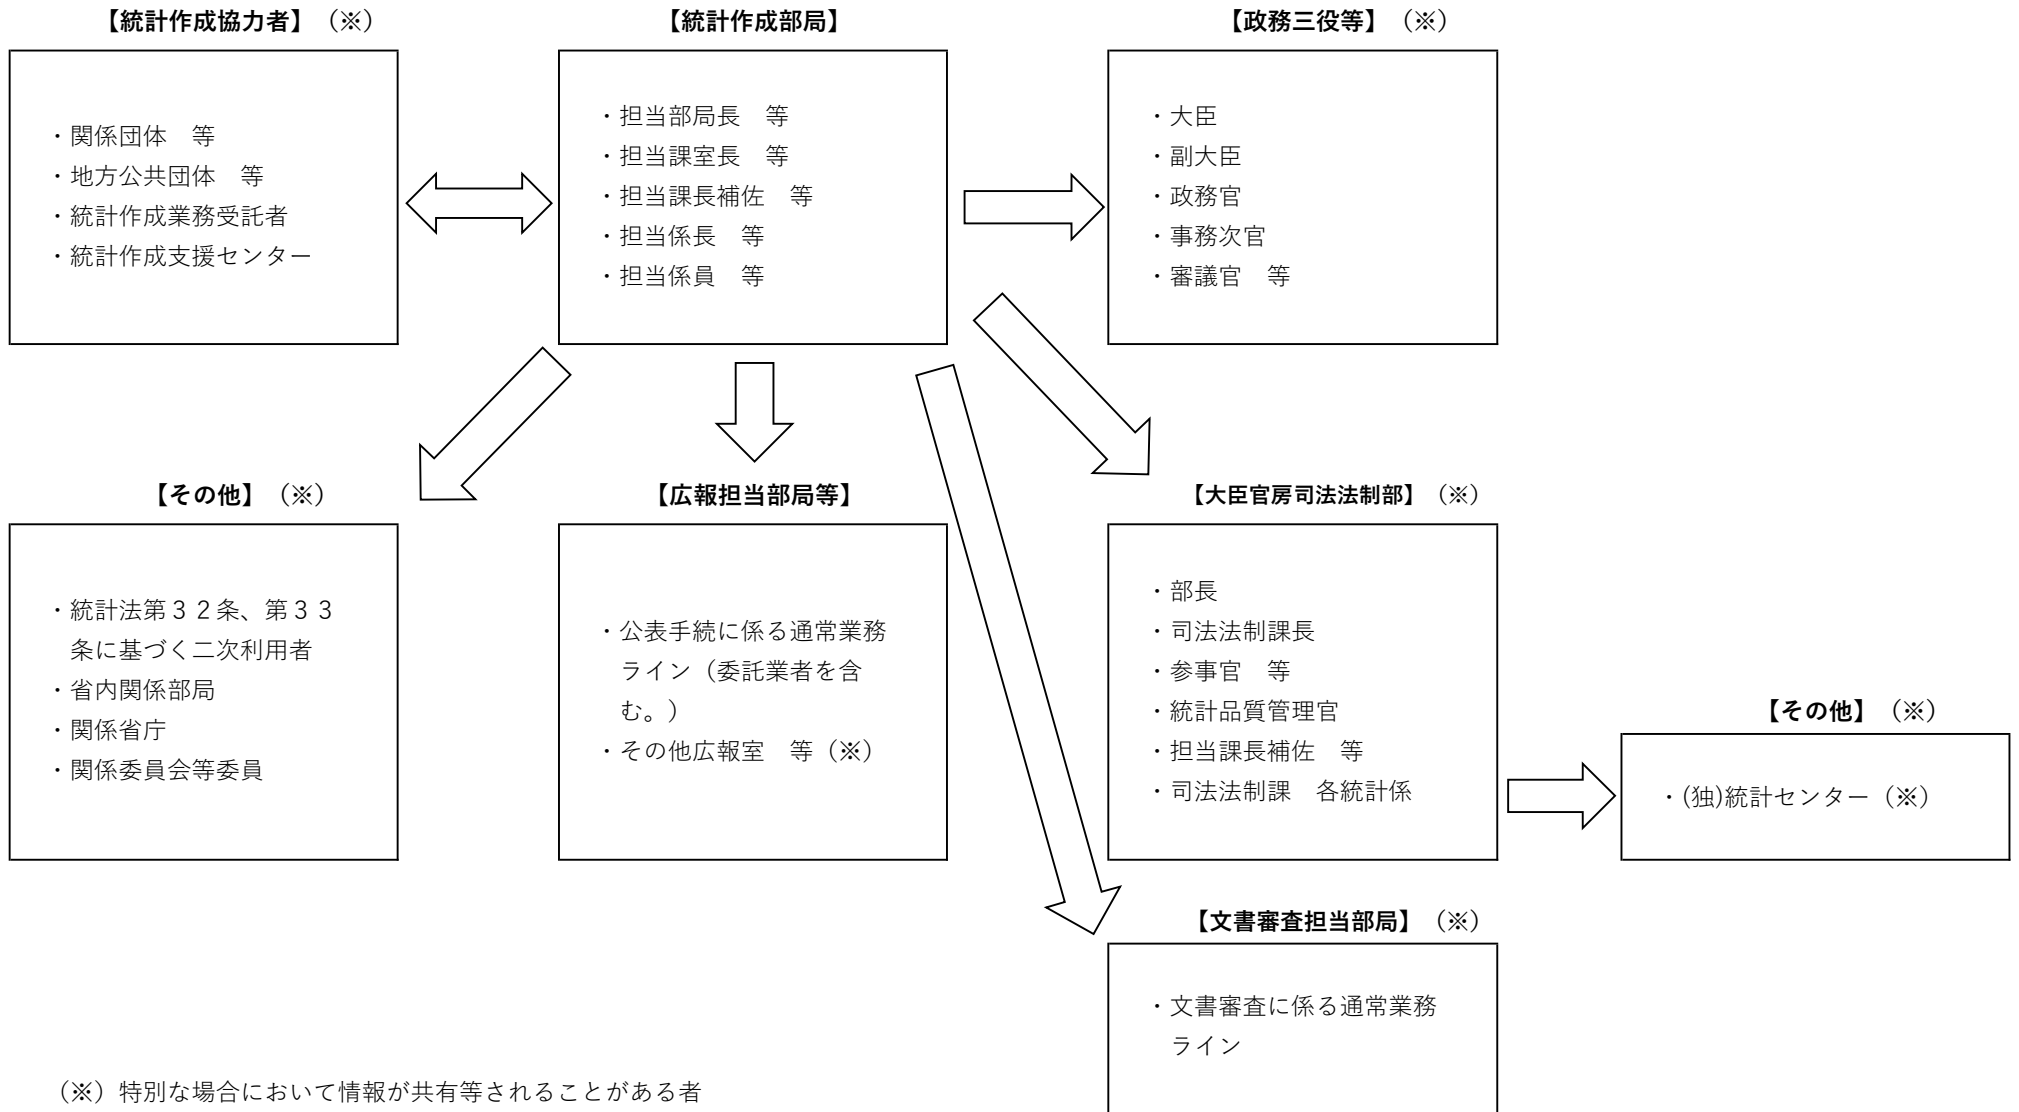 【統計作成協力者】（※）
・関係団体　等
・地方公共団体　等
・統計作成業務受託者
・統計作成支援センター
【統計作成部局】
・担当部局長　等
・担当課室長　等
・担当課長補佐　等
・担当係長　等
・担当係員　等
【政務三役等】（※）
・大臣
・副大臣
・政務官
・事務次官
・審議官　等
【その他】（※）
・統計法第３２条、第３３
条に基づく二次利用者
・省内関係部局
・関係省庁
・関係委員会等委員
【広報担当部局等】
・公表手続に係る通常業務
ライン（委託業者を含
む。）
・その他広報室　等（※）
【大臣官房司法法制部】（※）
・部長
・司法法制課長
・参事官　等
・統計品質管理官
・担当課長補佐　等
・司法法制課　各統計係
【その他】（※）
・(独)統計センター（※）
【文書審査担当部局】（※）
・文書審査に係る通常業務
ライン
（※）特別な場合において情報が共有等されることがある者